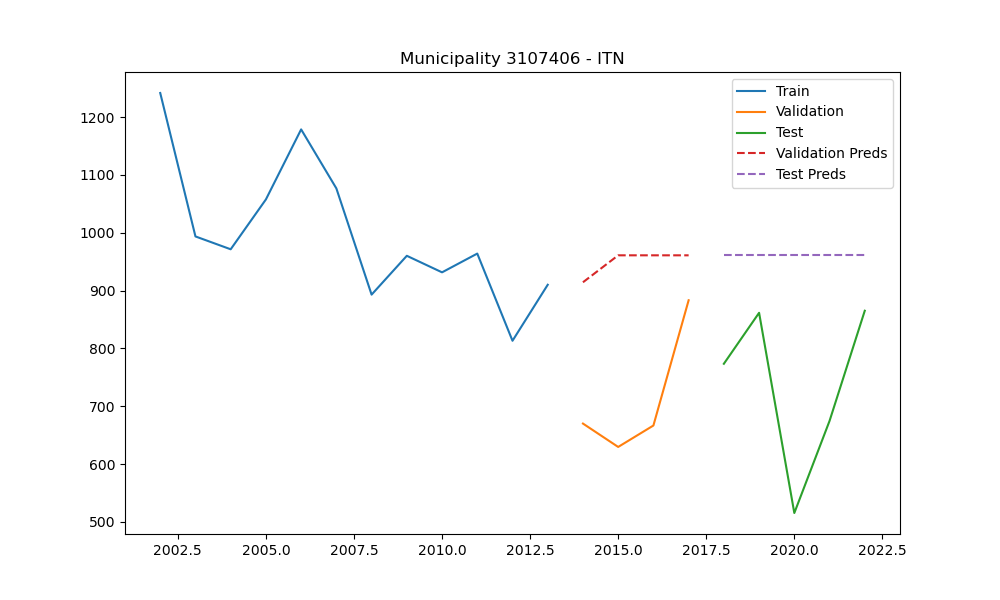 Municipality 3107406 - ITN
Train
Validation
Test
Validation Preds
Test Preds
1200
1100
1000
900
800
700
600
500
2002.5 2005.0 2007.5 2010.0 2012.5 2015.0 2017.5 2020.0 2022.5